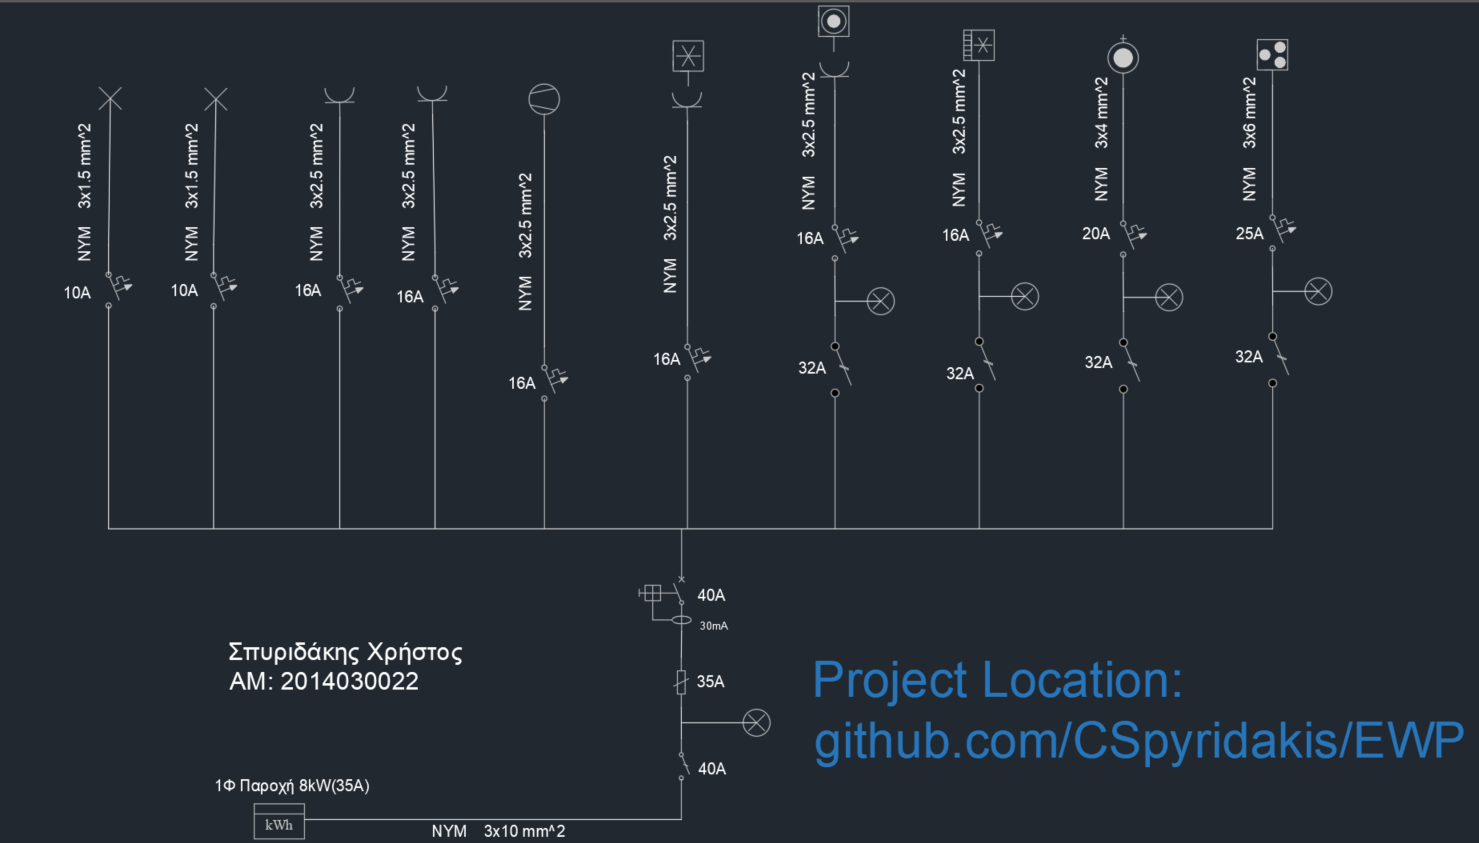 NYM 3x1.5 mm^2
10A
NYM 3x1.5 mm^2
10A
NYM 3x2.5 mm^2
16A
NYM 3x2.5 mm^2
16A
NYM 3x2.5 mm^2
16A
NYM 3x2.5 mm^2
16A
NYM 3x2.5 mm^2
16A
32A
NYM 3x2.5 mm^2
16A
32A
NYM 3x4 mm^2
20A
32A
NYM 3x6 mm^2
25A
32A
40A
30mA
35A
40A
Σπυριδάκης Χρήστος
ΑΜ: 2014030022
Project Location:
github.com/CSpyridakis/EWP
1Φ Παροχή 8kW(35A)
kWh
NYM 3x10 mm^2